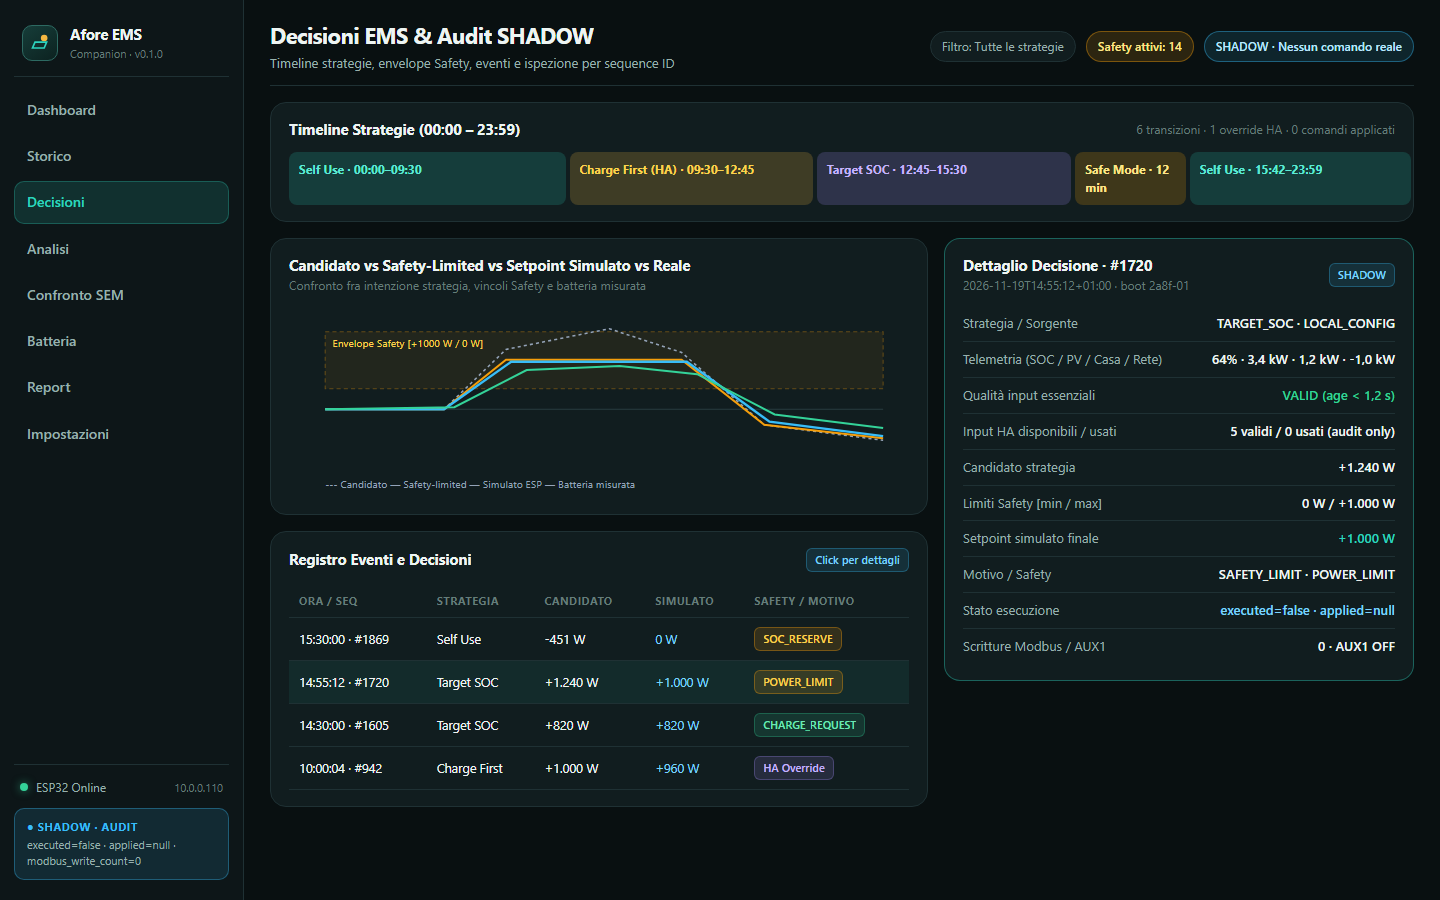 Afore EMS
Companion · v0.1.0
Dashboard
Storico
Decisioni
Analisi
Confronto SEM
Batteria
Report
Impostazioni
ESP32 Online
10.0.0.110
● SHADOW · AUDIT
executed=false · applied=null ·
modbus_write_count=0
Decisioni EMS & Audit SHADOW
Timeline strategie, envelope Safety, eventi e ispezione per sequence ID
Filtro: Tutte le strategie
Safety attivi: 14
SHADOW · Nessun comando reale
Timeline Strategie (00:00 – 23:59)
6 transizioni · 1 override HA · 0 comandi applicati
Self Use · 00:00–09:30
Charge First (HA) · 09:30–12:45
Target SOC · 12:45–15:30
Safe Mode · 12
min
Self Use · 15:42–23:59
Candidato vs Safety-Limited vs Setpoint Simulato vs Reale
Confronto fra intenzione strategia, vincoli Safety e batteria misurata
Envelope Safety [+1000 W / 0 W]
--- Candidato — Safety-limited — Simulato ESP — Batteria misurata
Registro Eventi e Decisioni
Click per dettagli
ORA / SEQ STRATEGIA CANDIDATO SIMULATO SAFETY / MOTIVO
15:30:00 · #1869 Self Use -451 W 0 W SOC_RESERVE
14:55:12 · #1720 Target SOC +1.240 W +1.000 W POWER_LIMIT
14:30:00 · #1605 Target SOC +820 W +820 W CHARGE_REQUEST
10:00:04 · #942 Charge First +1.000 W +960 W HA Override
Dettaglio Decisione · #1720
2026-11-19T14:55:12+01:00 · boot 2a8f-01
SHADOW
Strategia / Sorgente TARGET_SOC · LOCAL_CONFIG
Telemetria (SOC / PV / Casa / Rete) 64% · 3,4 kW · 1,2 kW · -1,0 kW
Qualità input essenziali VALID (age < 1,2 s)
Input HA disponibili / usati 5 validi / 0 usati (audit only)
Candidato strategia +1.240 W
Limiti Safety [min / max] 0 W / +1.000 W
Setpoint simulato finale +1.000 W
Motivo / Safety SAFETY_LIMIT · POWER_LIMIT
Stato esecuzione executed=false · applied=null
Scritture Modbus / AUX1 0 · AUX1 OFF